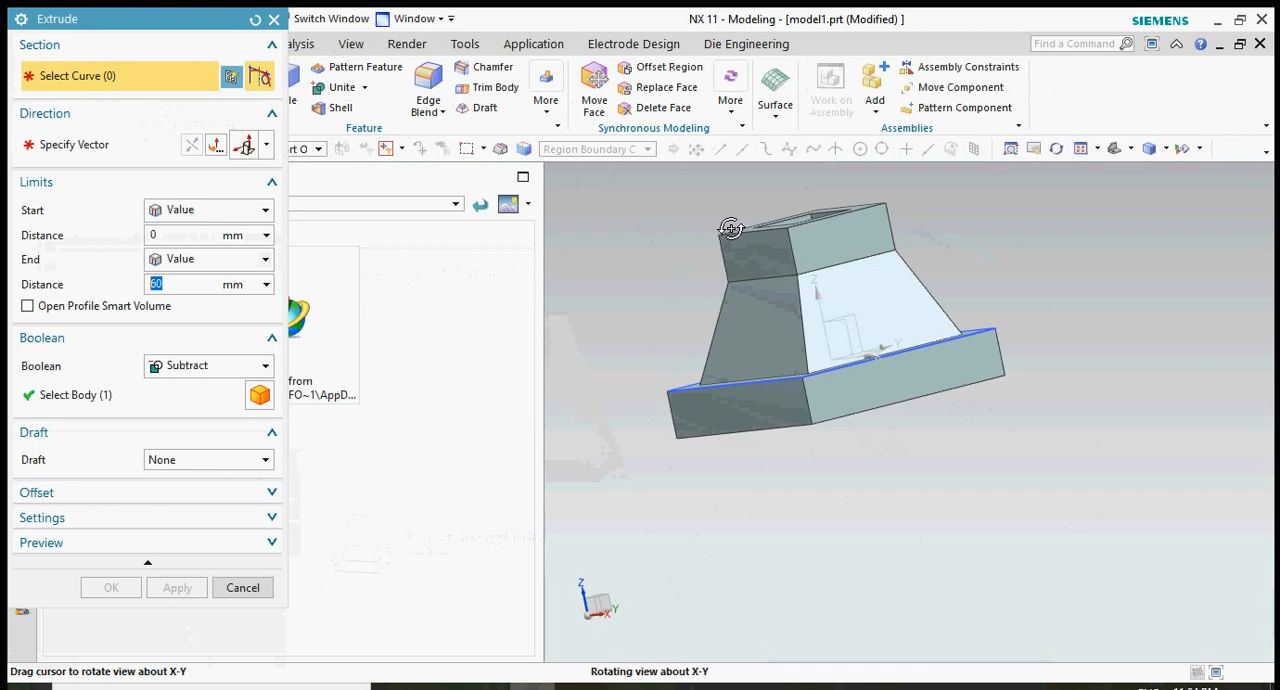 Extrude
Switch Window Window
NX 11 - Modeling - [model1.prt (Modified) ]
SIEMENS
alysis View Render Tools Application Electrode Design Die Engineering
Find a Command
Section
* Select Curve (0)
Direction
* Specify Vector
Limits
Start Value
Distance 0 mm
End Value
Distance 60 mm
Open Profile Smart Volume
Boolean
Boolean Subtract
Select Body (1)
Draft
Draft None
Offset
Settings
Preview
OK Apply Cancel
le
Pattern Feature
Unite
Shell
Edge
Blend
Chamfer
Trim Body
Draft
More
Feature
Move
Face
Offset Region
Replace Face
Delete Face
More
Synchronous Modeling
Surface
Work on
Assembly
Add
Assembly Constraints
Move Component
Pattern Component
Assemblies
rt O
Region Boundary C
from
FO~1\AppD...
Z
Y
Z
Y
X
Drag cursor to rotate view about X-Y
Rotating view about X-Y